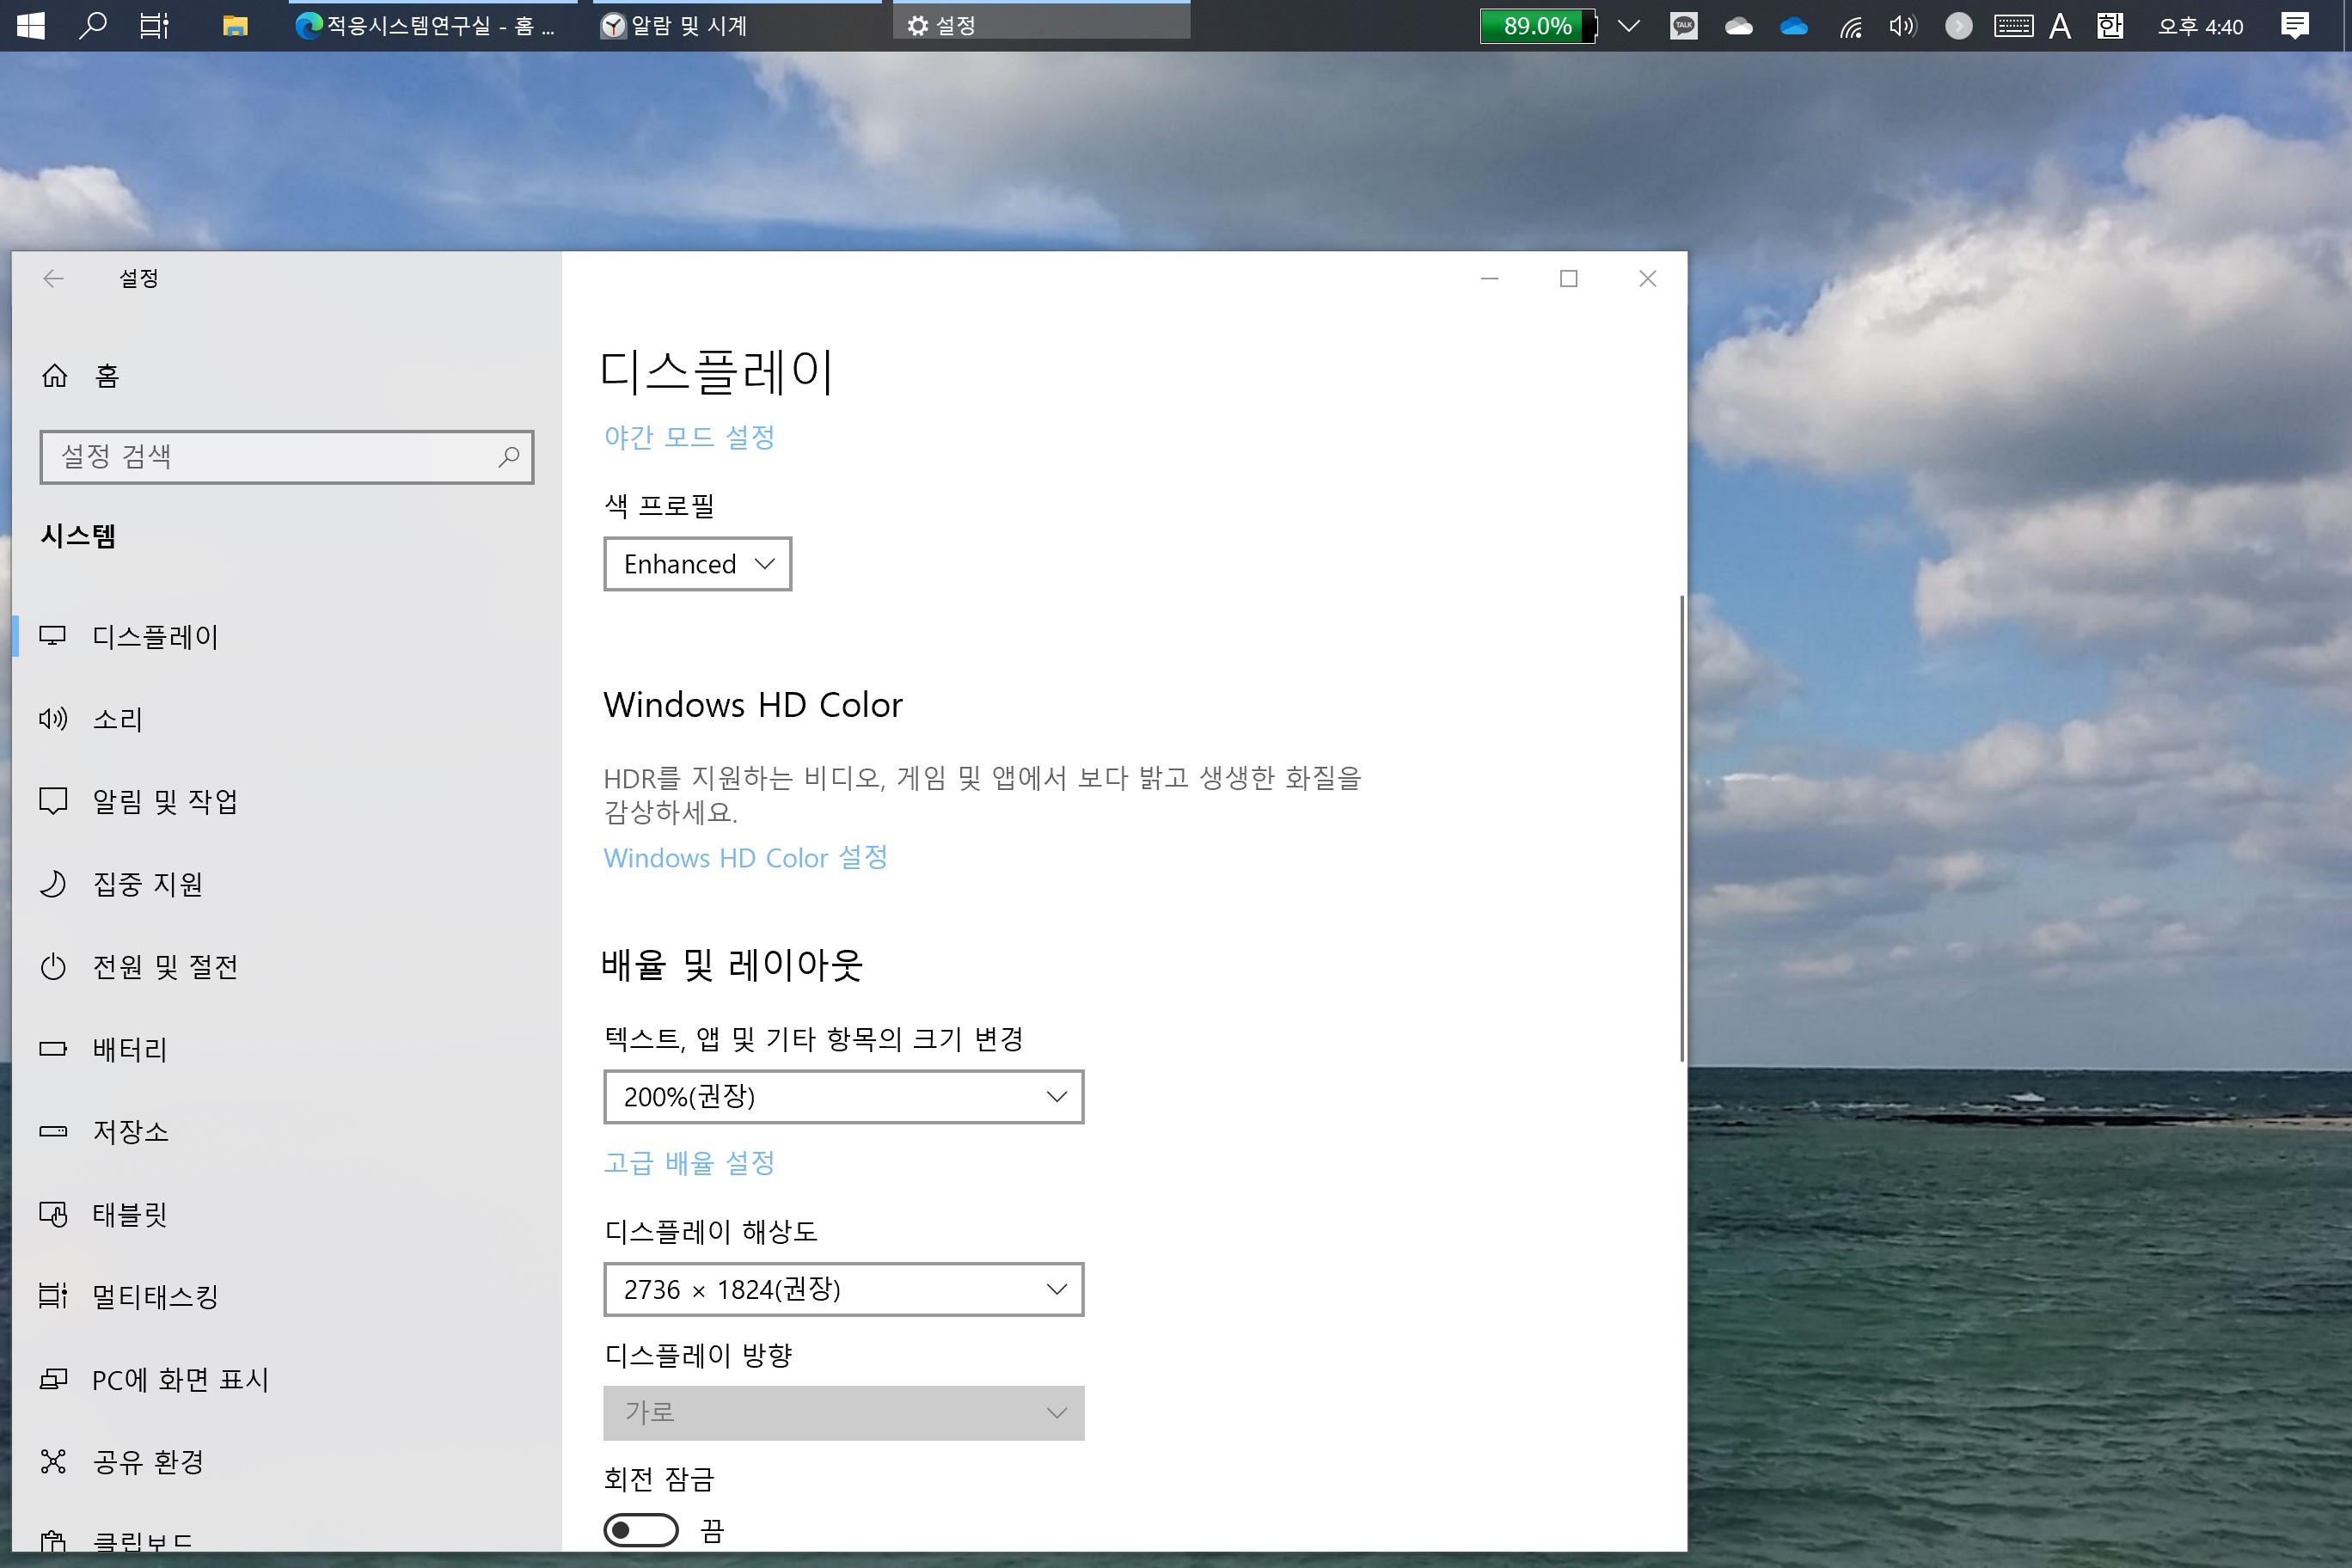 적응시스템연구실 - 홈 ...
알람 및 시계
설정
89.0%
TALK
A
한
오후 4:40
설정
홈
설정 검색
시스템
디스플레이
소리
알림 및 작업
집중 지원
전원 및 절전
배터리
저장소
태블릿
멀티태스킹
PC에 화면 표시
공유 환경
클립보드
디스플레이
야간 모드 설정
색 프로필
Enhanced
Windows HD Color
HDR를 지원하는 비디오, 게임 및 앱에서 보다 밝고 생생한 화질을
감상하세요.
Windows HD Color 설정
배율 및 레이아웃
텍스트, 앱 및 기타 항목의 크기 변경
200%(권장)
고급 배율 설정
디스플레이 해상도
2736 × 1824(권장)
디스플레이 방향
가로
회전 잠금
끔